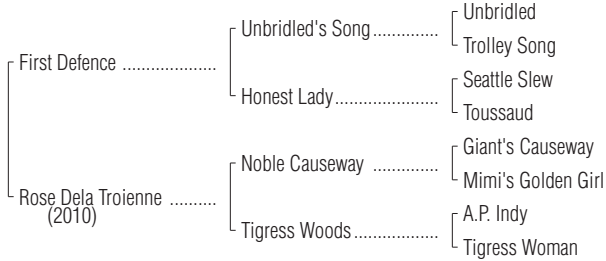 Unbridled
Unbridled's Song..............
Trolley Song
First Defence ....................
Seattle Slew
Honest Lady......................
Toussaud
Giant's Causeway
Noble Causeway ..............
Mimi's Golden Girl
Rose Dela Troienne ..........
(2010)
A.P. Indy
Tigress Woods..................
Tigress Woman